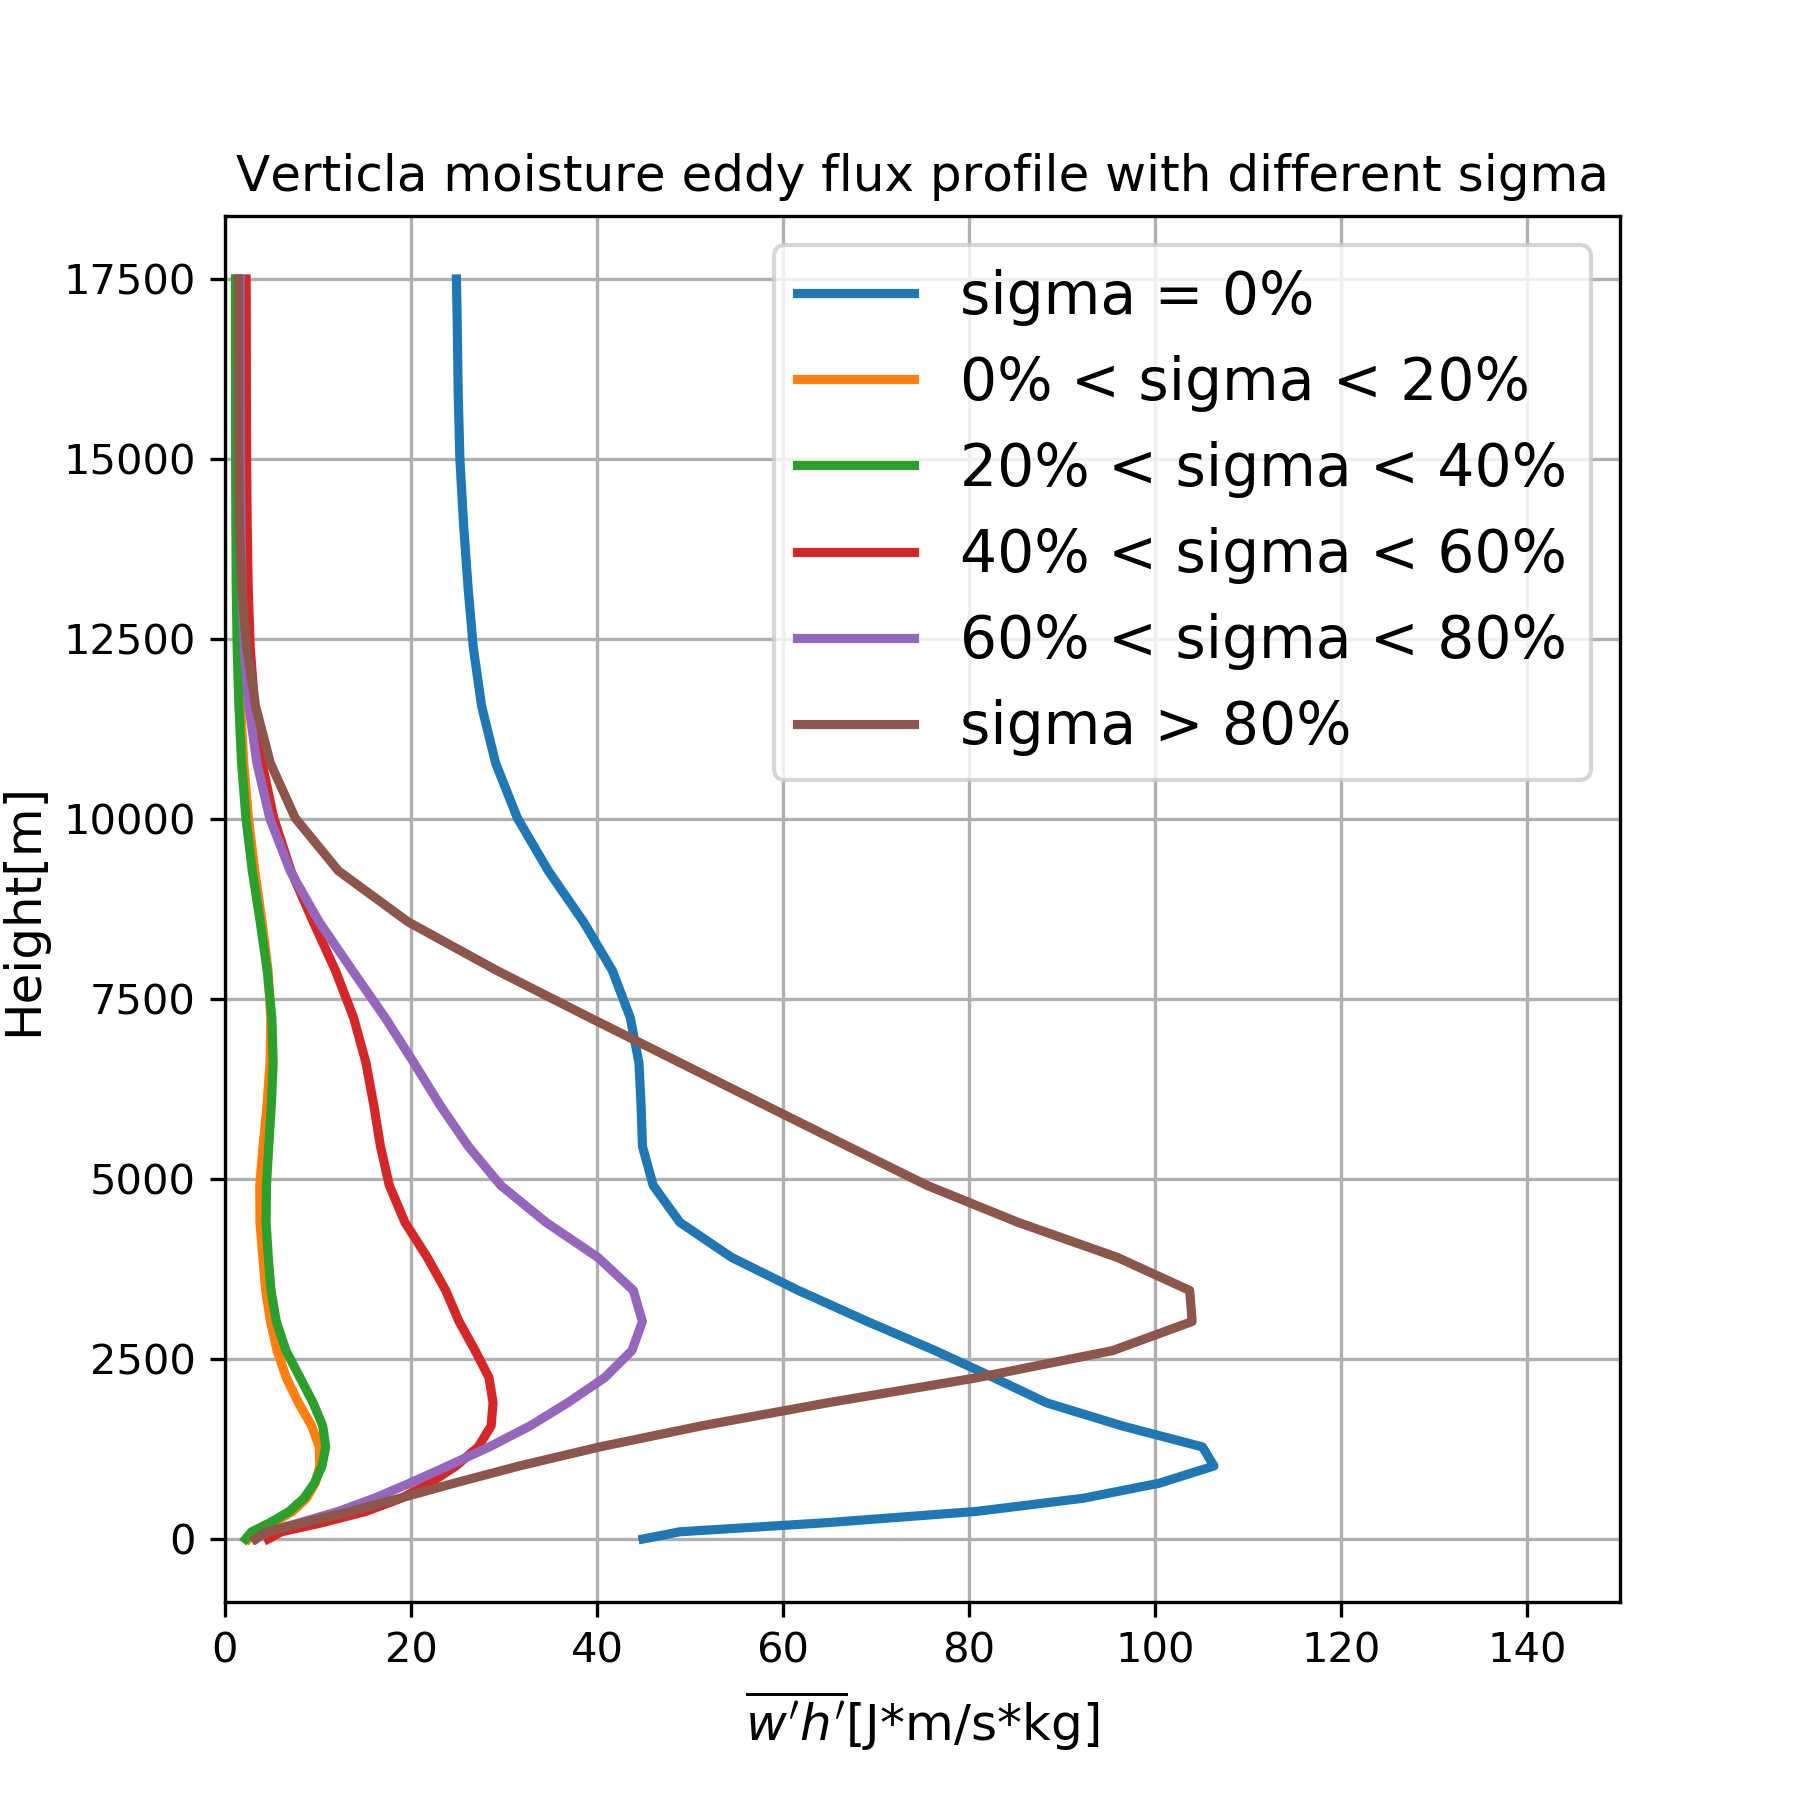 Verticla moisture eddy flux profile with different sigma
sigma = 0%
0% < sigma < 20%
20% < sigma < 40%
40% < sigma < 60%
60% < sigma < 80%
sigma > 80%
Height[m]
17500
15000
12500
10000
7500
5000
2500
0
0 20 40 60 80 100 120 140
w′h′[J*m/s*kg]